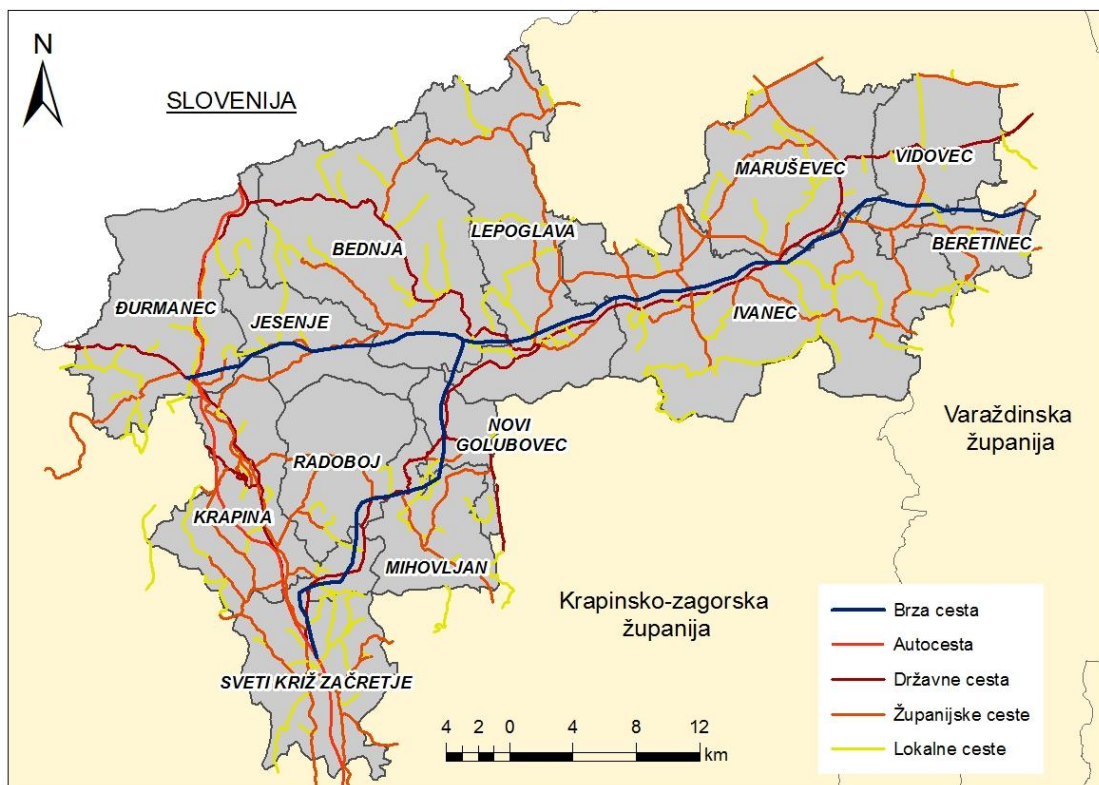 N
SLOVENIJA
MARUŠEVEC
VIDOVEC
LEPOGLAVA
BEDNJA
BERETINEC
ĐURMANEC
JESENJE
IVANEC
Varaždinska
županija
NOVI
GOLUBOVEC
RADOBOJ
KRAPINA
MIHOVLJAN
Krapinsko-zagorska
županija
SVETI KRIŽ ZAČRETJE
Brza cesta
Autocesta
Državne cesta
Županijske ceste
Lokalne ceste
4 2 0 4 8 12
km